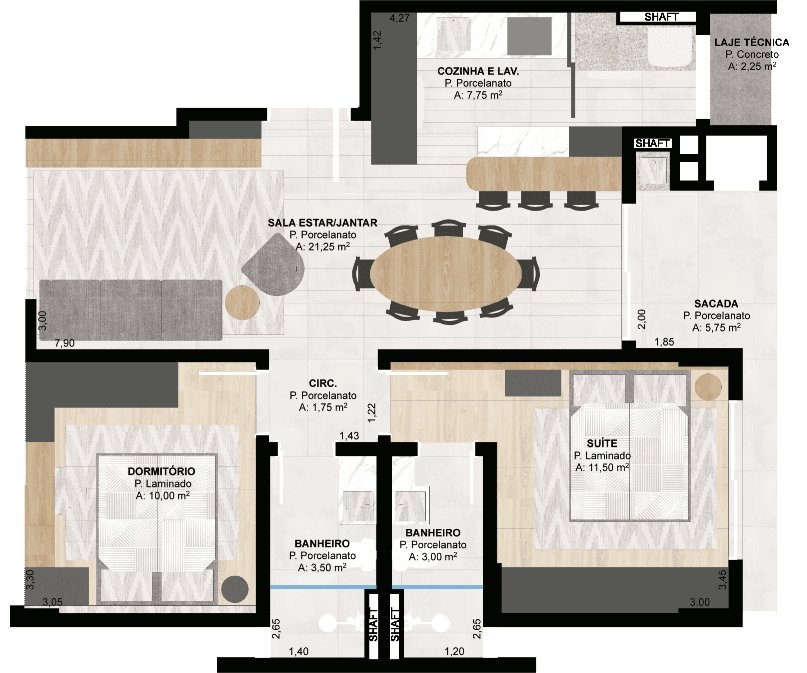 SHAFT
4,27
1,42
LAJE TÉCNICA
P. Concreto
A: 2,25 m²
COZINHA E LAV.
P. Porcelanato
A: 7,75 m²
SHAFT
SALA ESTAR/JANTAR
P. Porcelanato
A: 21,25 m²
SACADA
P. Porcelanato
A: 5,75 m²
3,00
7,90
2,00
1,85
CIRC.
P. Porcelanato
A: 1,75 m²
1,22
1,43
SUÍTE
P. Laminado
A: 11,50 m²
DORMITÓRIO
P. Laminado
A: 10,00 m²
BANHEIRO
P. Porcelanato
A: 3,50 m²
BANHEIRO
P. Porcelanato
A: 3,00 m²
3,30
3,05
3,45
3:00
2,65
SHAFT
SHAFT
2,65
1,40
1,20